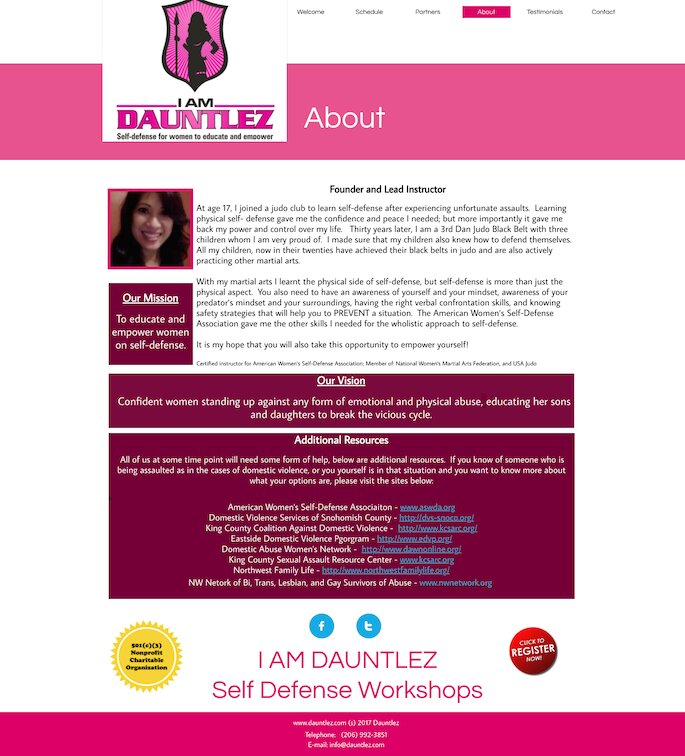 Welcome
Schedule
Partners
About
Testimonials
Contact
I AM
DAUNTLEZ
Self-defense for women to educate and empower
About
Founder and Lead Instructor
At age 17, I joined a judo club to learn self-defense after experiencing unfortunate assaults. Learning
physical self- defense gave me the confidence and peace I needed; but more importantly it gave me
back my power and control over my life. Thirty years later, I am a 3rd Dan Judo Black Belt with three
children whom I am very proud of. I made sure that my children also knew how to defend themselves.
All my children, now in their twenties have achieved their black belts in judo and are also actively
practicing other martial arts.
With my martial arts I learnt the physical side of self-defense, but self-defense is more than just the
physical aspect. You also need to have an awareness of yourself and your mindset, awareness of your
predator's mindset and your surroundings, having the right verbal confrontation skills, and knowing
safety strategies that will help you to PREVENT a situation. The American Women's Self-Defense
Association gave me the other skills I needed for the wholistic approach to self-defense.
It is my hope that you will also take this opportunity to empower yourself!
Certified instructor for American Women's Self-Defense Association; Member of: National Women's Martial Arts Federation, and USA Judo
Our Mission
To educate and
empower women
on self-defense.
Our Vision
Confident women standing up against any form of emotional and physical abuse, educating her sons
and daughters to break the vicious cycle.
Additional Resources
All of us at some time point will need some form of help, below are additional resources. If you know of someone who is
being assaulted as in the cases of domestic violence, or you yourself is in that situation and you want to know more about
what your options are, please visit the sites below:
American Women's Self-Defense Associaiton - www.aswda.org
Domestic Violence Services of Snohomish County - http://dvs-snoco.org/
King County Coalition Against Domestic Violence - http://www.kcsarc.org/
Eastside Domestic Violence Pgorgram - http://www.edvp.org/
Domestic Abuse Women's Network - http://www.dawnonline.org/
King County Sexual Assault Resource Center - www.kcsarc.org
Northwest Family Life - http://www.northwestfamilylife.org/
NW Netork of Bi, Trans, Lesbian, and Gay Survivors of Abuse - www.nwnetwork.org
501(c)(3)
Nonprofit
Charitable
Organization
I AM DAUNTLEZ
Self Defense Workshops
CLICK TO
REGISTER
NOW!
www.dauntlez.com (s) 2017 Dauntlez
Telephone: (206) 992-3851
E-mail: info@dauntlez.com